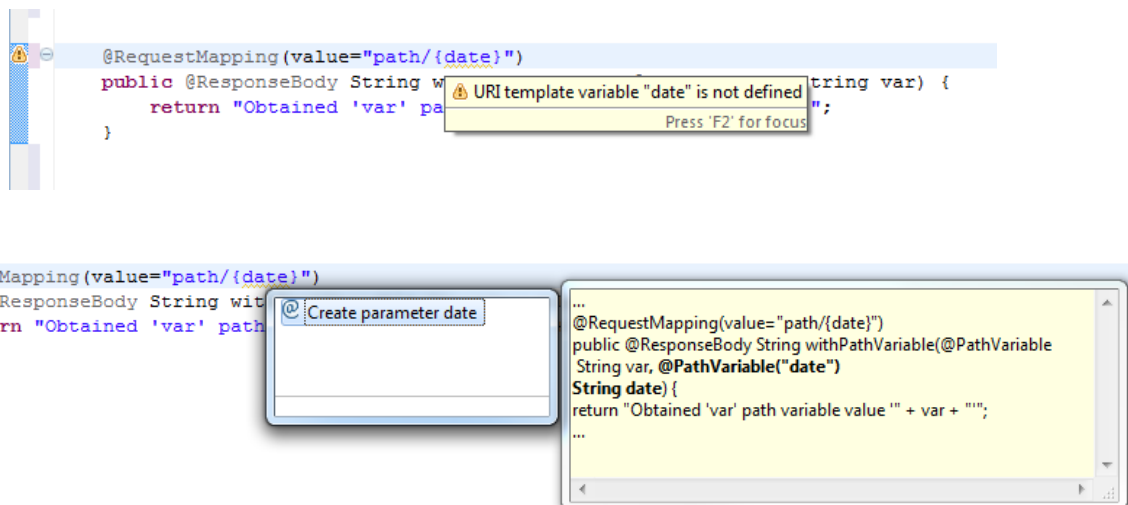 @RequestMapping(value="path/{date}")
public @ResponseBody String w
tring var) {
URI template variable "date" is not defined
return "Obtained 'var' pa
";
Press 'F2' for focus
}
Mapping(value="path/{date}")
ResponseBody String wit
rn "Obtained 'var' path
@ Create parameter date
...
@RequestMapping(value="path/{date}")
public @ResponseBody String withPathVariable(@PathVariable
String var, @PathVariable("date")
String date) {
return "Obtained 'var' path variable value '" + var + "'";
...